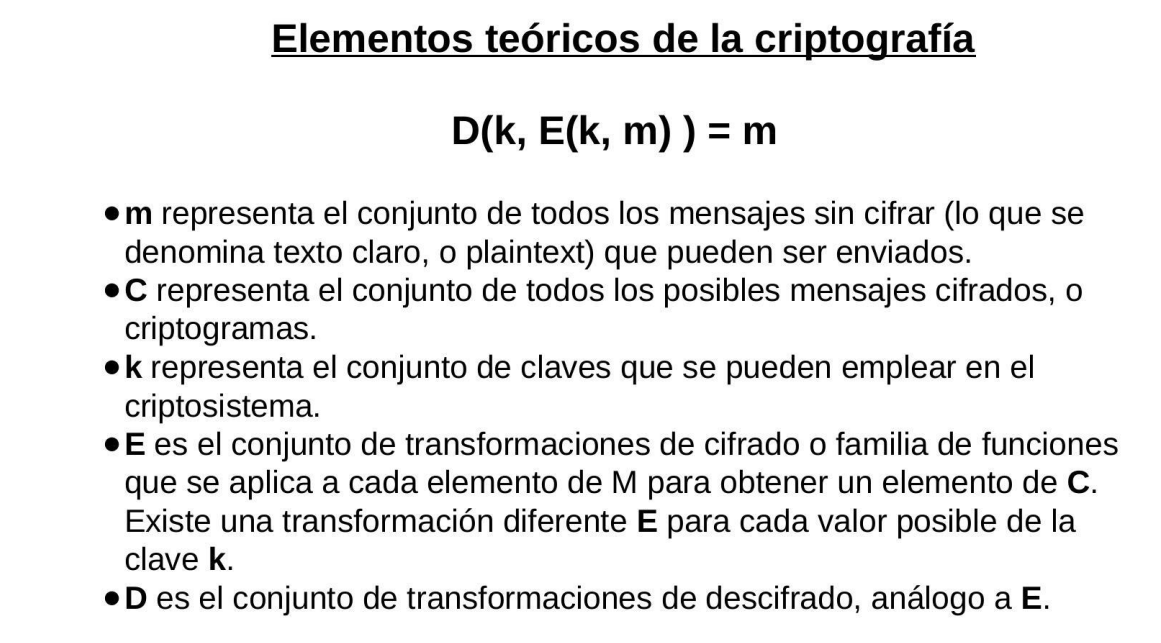 Elementos teóricos de la criptografía
D(k, E(k, m) ) = m
●m representa el conjunto de todos los mensajes sin cifrar (lo que se
denomina texto claro, o plaintext) que pueden ser enviados.
●C representa el conjunto de todos los posibles mensajes cifrados, o
criptogramas.
●k representa el conjunto de claves que se pueden emplear en el
criptosistema.
●E es el conjunto de transformaciones de cifrado o familia de funciones
que se aplica a cada elemento de M para obtener un elemento de C.
Existe una transformación diferente E para cada valor posible de la
clave k.
●D es el conjunto de transformaciones de descifrado, análogo a E.